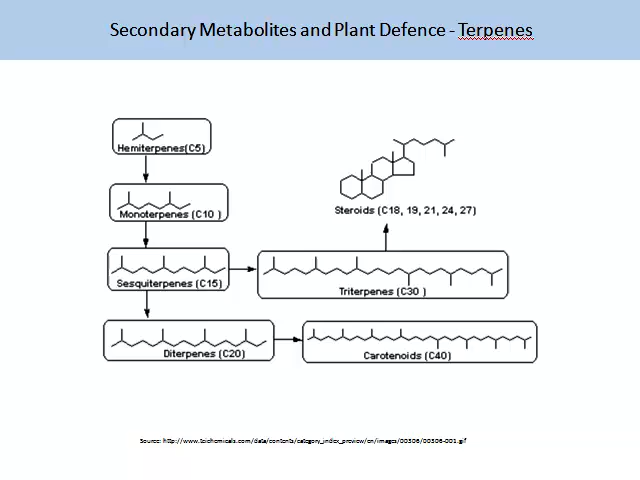 Secondary Metabolites and Plant Defence - Terpenes
Hemiterpenes(C5)
Monoterpenes (C10 )
Steroids (C18, 19, 21, 24, 27)
Sesquiterpenes (C15)
Triterpenes (C30 )
Diterpenes (C20)
Carotenoids (C40)
Source: http://www.tcichemicals.com/data/contents/category_index_preview/en/images/00306/00306-001.gif